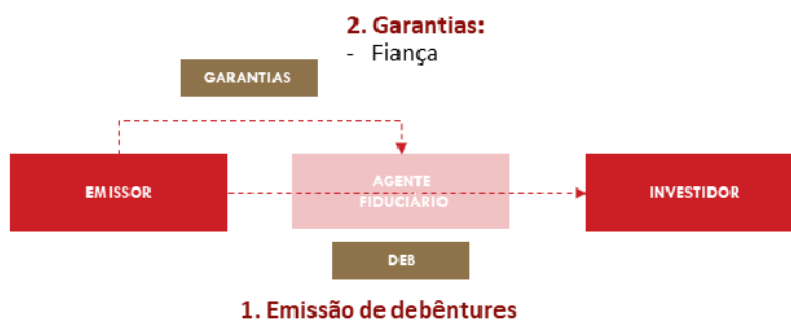 2. Garantias:
- Fiança
GARANTIAS
EMISSOR
AGENTE
FIDUCIÁRIO
INVESTIDOR
DEB
1. Emissão de debêntures